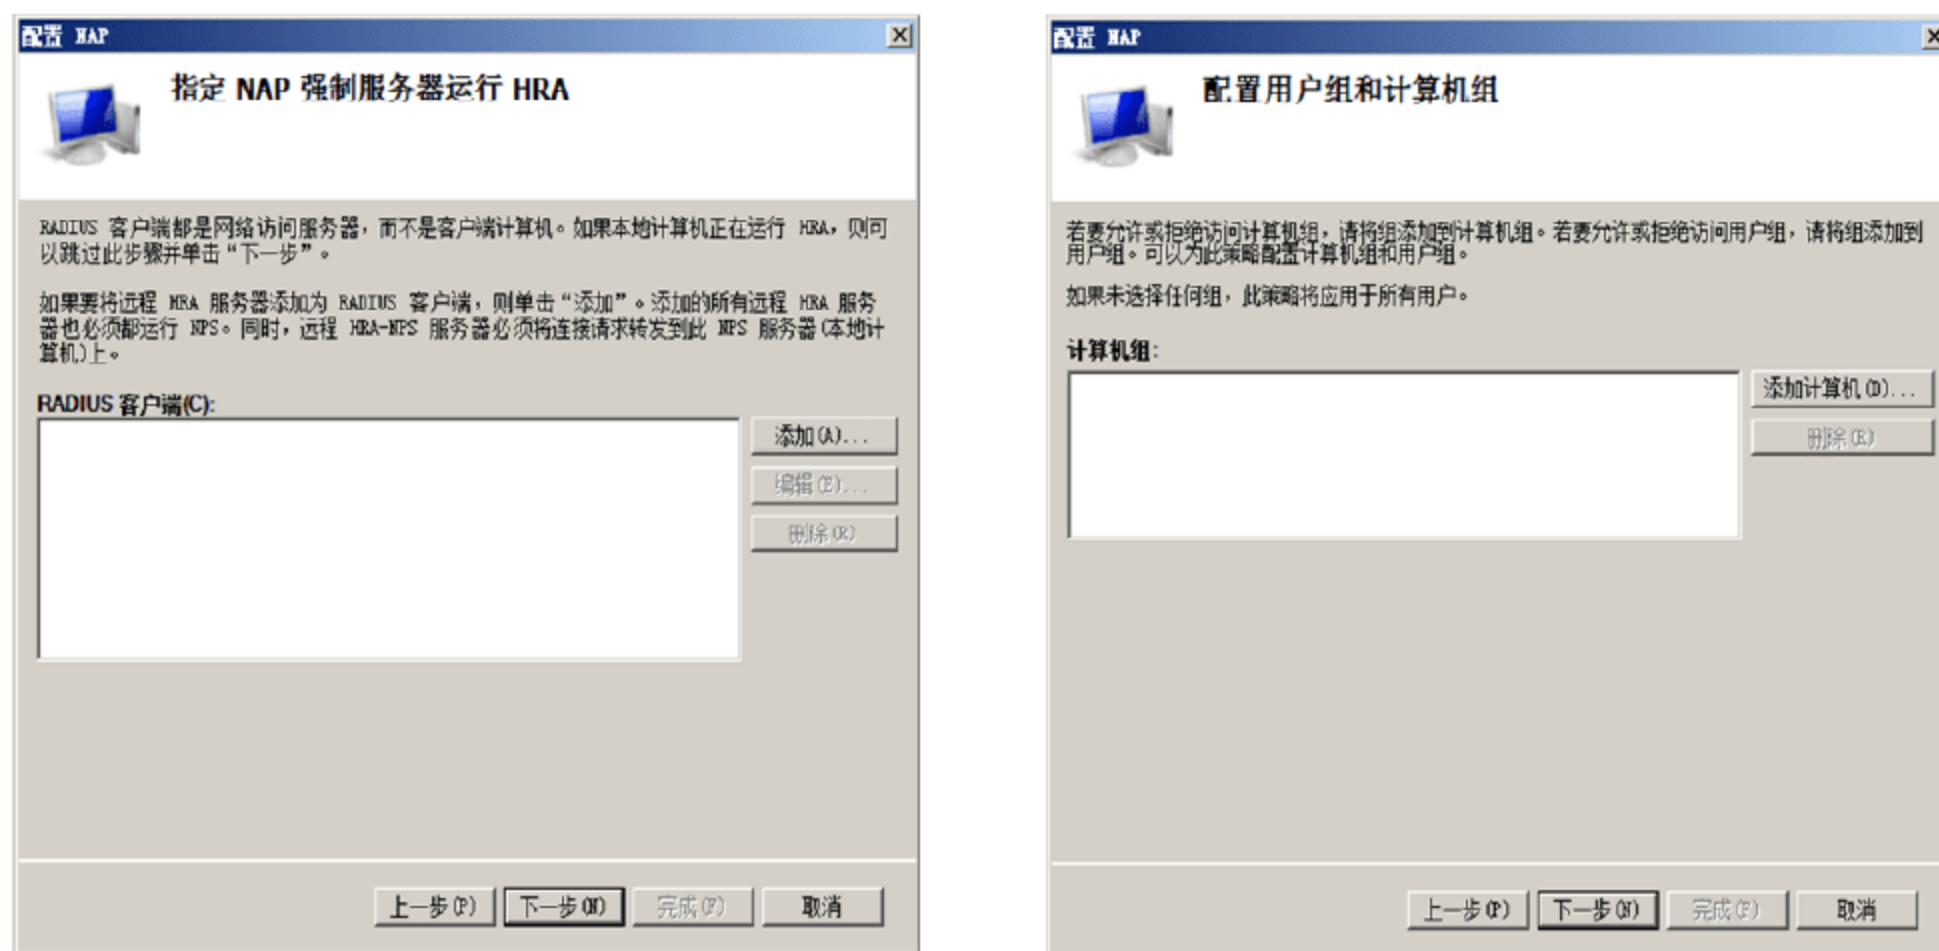 配置 NAP
指定 NAP 强制服务器运行 HRA
RADIUS 客户端都是网络访问服务器，而不是客户端计算机。如果本地计算机正在运行 HRA，则可
以跳过此步骤并单击“下一步”。
如果要将远程 HRA 服务器添加为 RADIUS 客户端，则单击“添加”。添加的所有远程 HRA 服务
器也必须都运行 NPS。同时，远程 HRA-NPS 服务器必须将连接请求转发到此 NPS 服务器(本地计
算机)上。
RADIUS 客户端(C):
添加(A)...
编辑(E)...
删除(R)
上一步(P)
下一步(N)
完成(F)
取消
配置 NAP
配置用户组和计算机组
若要允许或拒绝访问计算机组，请将组添加到计算机组。若要允许或拒绝访问用户组，请将组添加到
用户组。可以为此策略配置计算机组和用户组。
如果未选择任何组，此策略将应用于所有用户。
计算机组:
添加计算机(D)...
删除(E)
上一步(P)
下一步(N)
完成(F)
取消